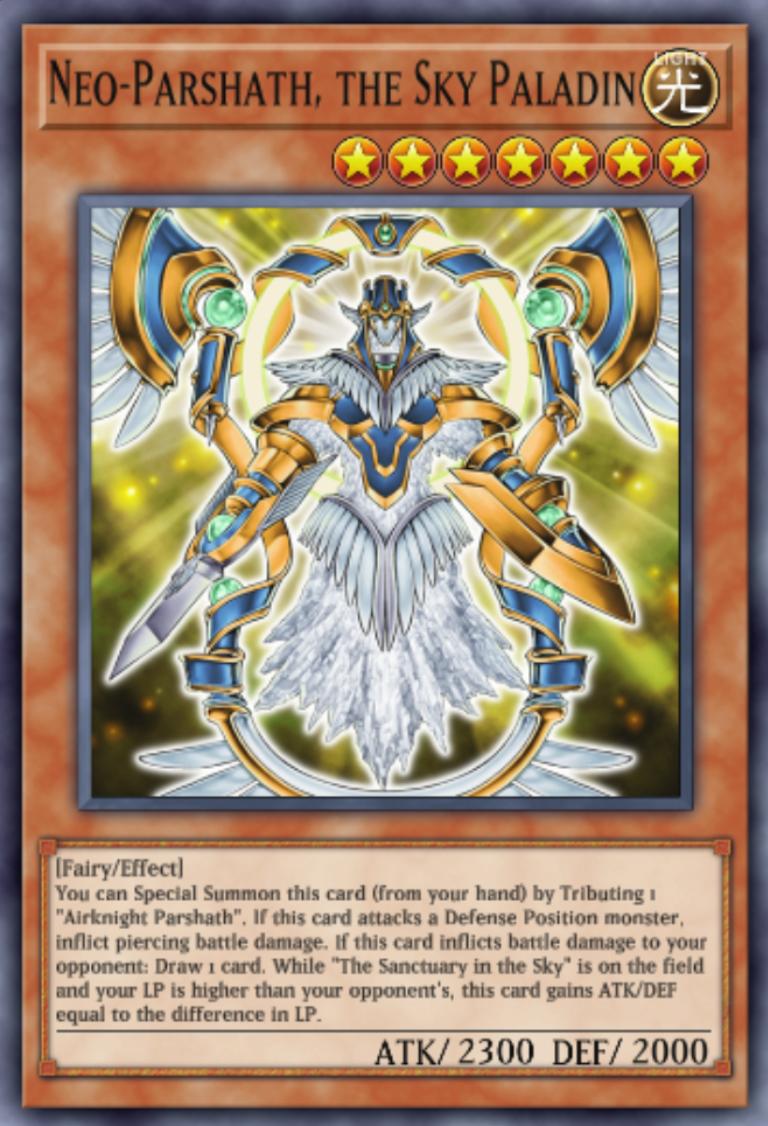 Neo-Parshath, the Sky Paladin
LIGHT
光
[Fairy/Effect]
You can Special Summon this card (from your hand) by Tributing 1
"Airknight Parshath". If this card attacks a Defense Position monster,
inflict piercing battle damage. If this card inflicts battle damage to your
opponent: Draw 1 card. While "The Sanctuary in the Sky" is on the field
and your LP is higher than your opponent's, this card gains ATK/DEF
equal to the difference in LP.
ATK/ 2300 DEF/ 2000